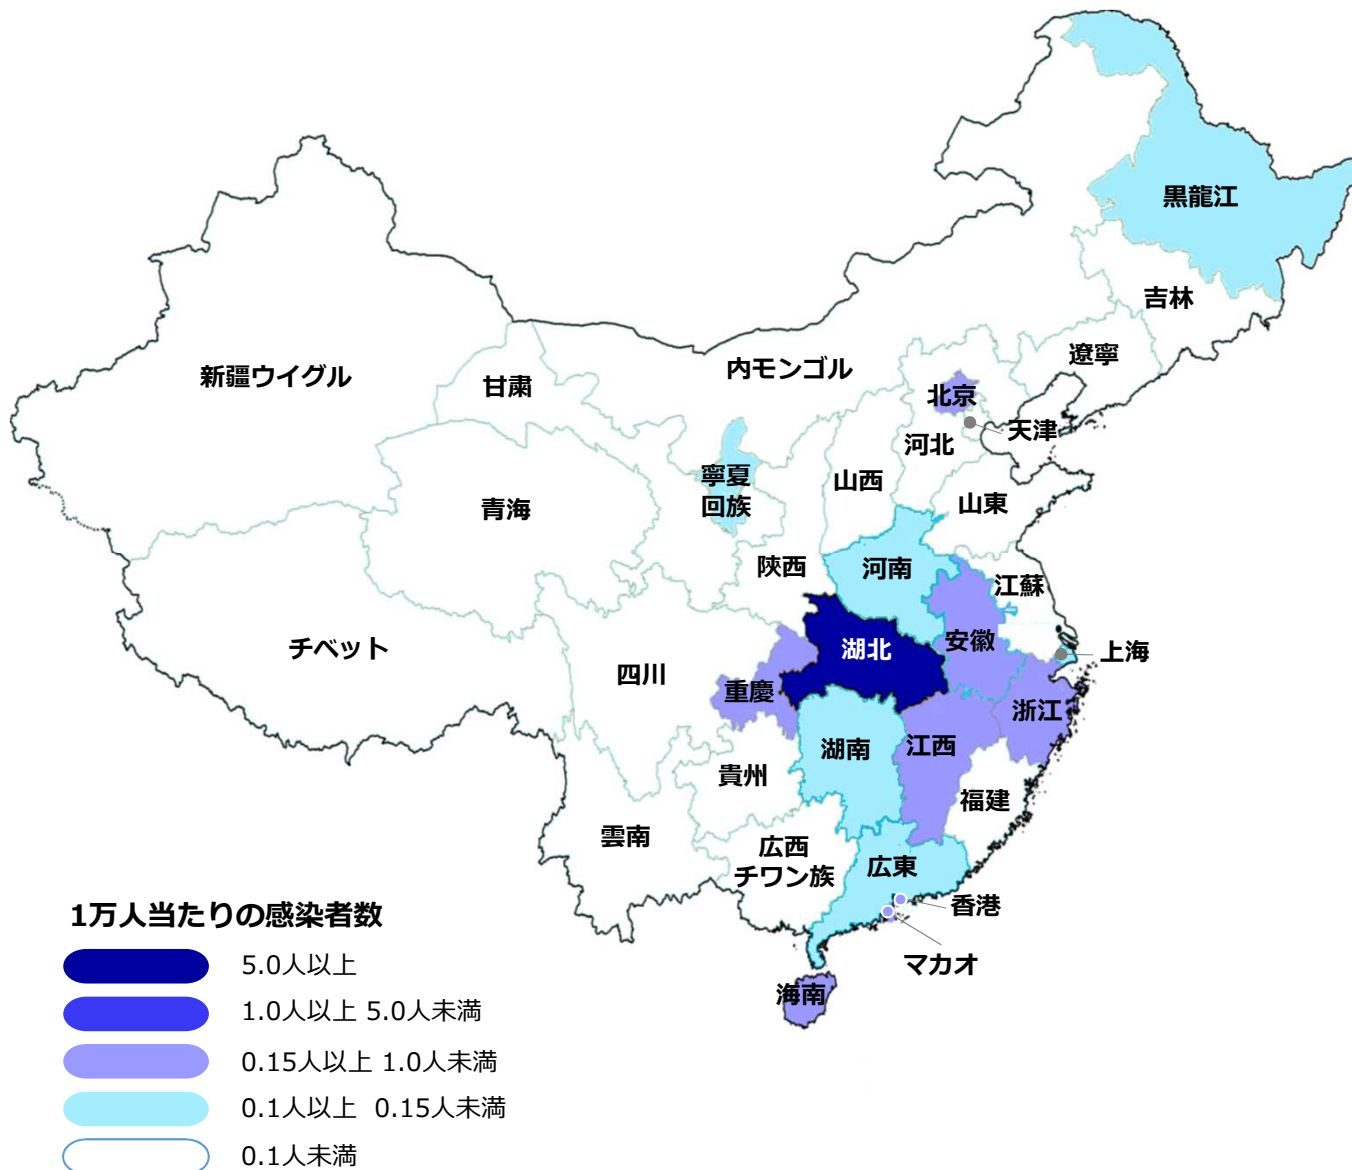 黒龍江
吉林
遼寧
内モンゴル
新疆ウイグル
甘粛
北京
天津
河北
山西
寧夏
回族
山東
青海
陝西
河南
江蘇
チベット
四川
湖北
安徽
上海
重慶
浙江
湖南
江西
貴州
福建
雲南
広西
チワン族
広東
香港
マカオ
海南
1万人当たりの感染者数
5.0人以上
1.0人以上 5.0人未満
0.15人以上 1.0人未満
0.1人以上 0.15人未満
0.1人未満